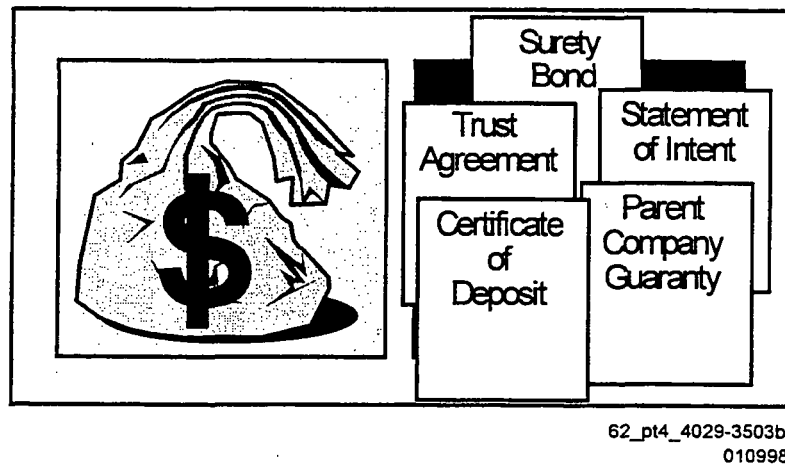 Surety
Bond
Trust
Agreement
Statement
of Intent
Certificate
of
Deposit
Parent
Company
Guaranty
$
62_pt4_4029-3503b
010998